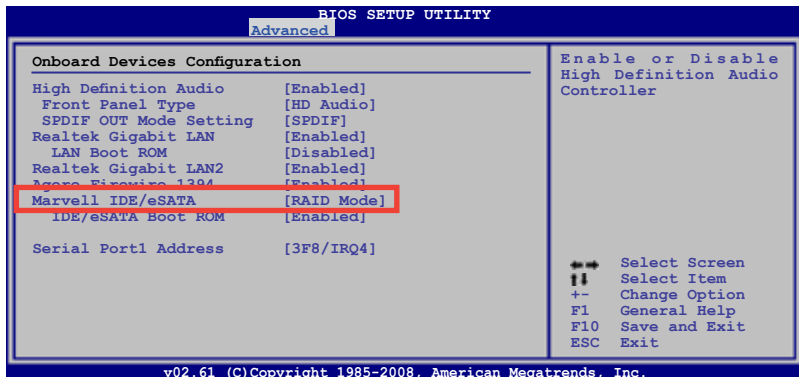 BIOS SETUP UTILITY
Advanced
Onboard Devices Configuration
High Definition Audio [Enabled]
Front Panel Type [HD Audio]
SPDIF OUT Mode Setting [SPDIF]
Realtek Gigabit LAN [Enabled]
LAN Boot ROM [Disabled]
Realtek Gigabit LAN2 [Enabled]
Agere Firewire 1394 [Enabled]
Marvell IDE/eSATA [RAID Mode]
IDE/eSATA Boot ROM [Enabled]
Serial Port1 Address [3F8/IRQ4]
Enable or Disable
High Definition Audio
Controller
Select Screen
Select Item
+- Change Option
F1 General Help
F10 Save and Exit
ESC Exit
v02.61 (C)Copyright 1985-2008, American Megatrends, Inc.